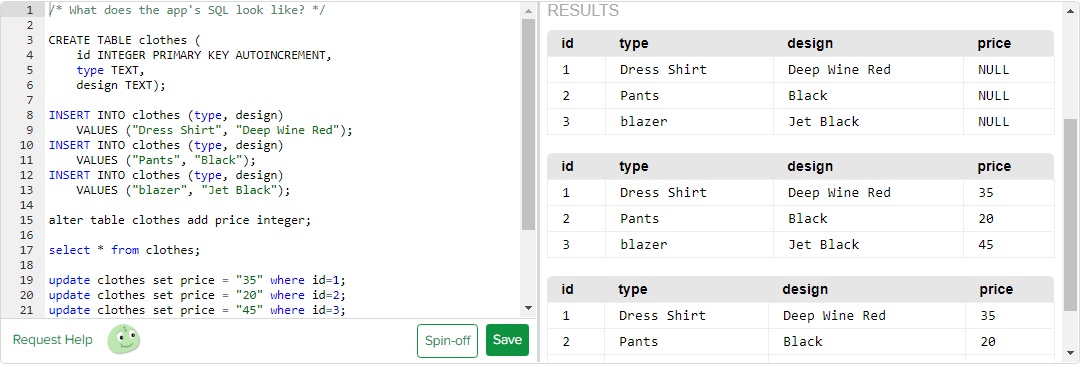 1 /* What does the app's SQL look like? */
2
3 CREATE TABLE clothes (
4 id INTEGER PRIMARY KEY AUTOINCREMENT,
5 type TEXT,
6 design TEXT);
7
8 INSERT INTO clothes (type, design)
9 VALUES ("Dress Shirt", "Deep Wine Red");
10 INSERT INTO clothes (type, design)
11 VALUES ("Pants", "Black");
12 INSERT INTO clothes (type, design)
13 VALUES ("blazer", "Jet Black");
14
15 alter table clothes add price integer;
16
17 select * from clothes;
18
19 update clothes set price = "35" where id=1;
20 update clothes set price = "20" where id=2;
21 update clothes set price = "45" where id=3;
Request Help
Spin-off
Save
RESULTS
id type design price
1 Dress Shirt Deep Wine Red NULL
2 Pants Black NULL
3 blazer Jet Black NULL
id type design price
1 Dress Shirt Deep Wine Red 35
2 Pants Black 20
3 blazer Jet Black 45
id type design price
1 Dress Shirt Deep Wine Red 35
2 Pants Black 20